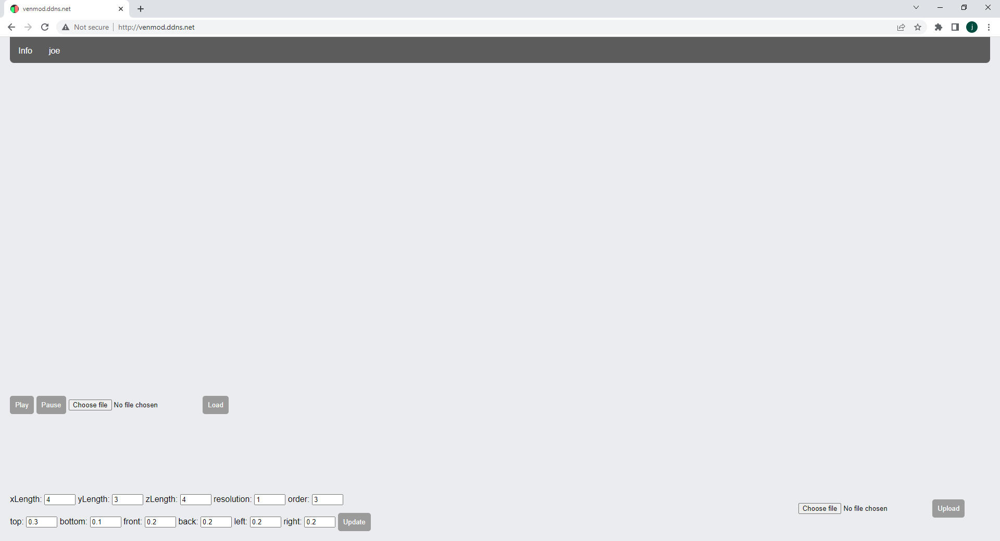 venmod.ddns.net
Not secure http://venmod.ddns.net j
Info joe
Play Pause Choose file No file chosen Load
xLength: 4 yLength: 3 zLength: 4 resolution: 1 order: 3
Choose file No file chosen Upload
top: 0.3 bottom: 0.1 front: 0.2 back: 0.2 left: 0.2 right: 0.2 Update